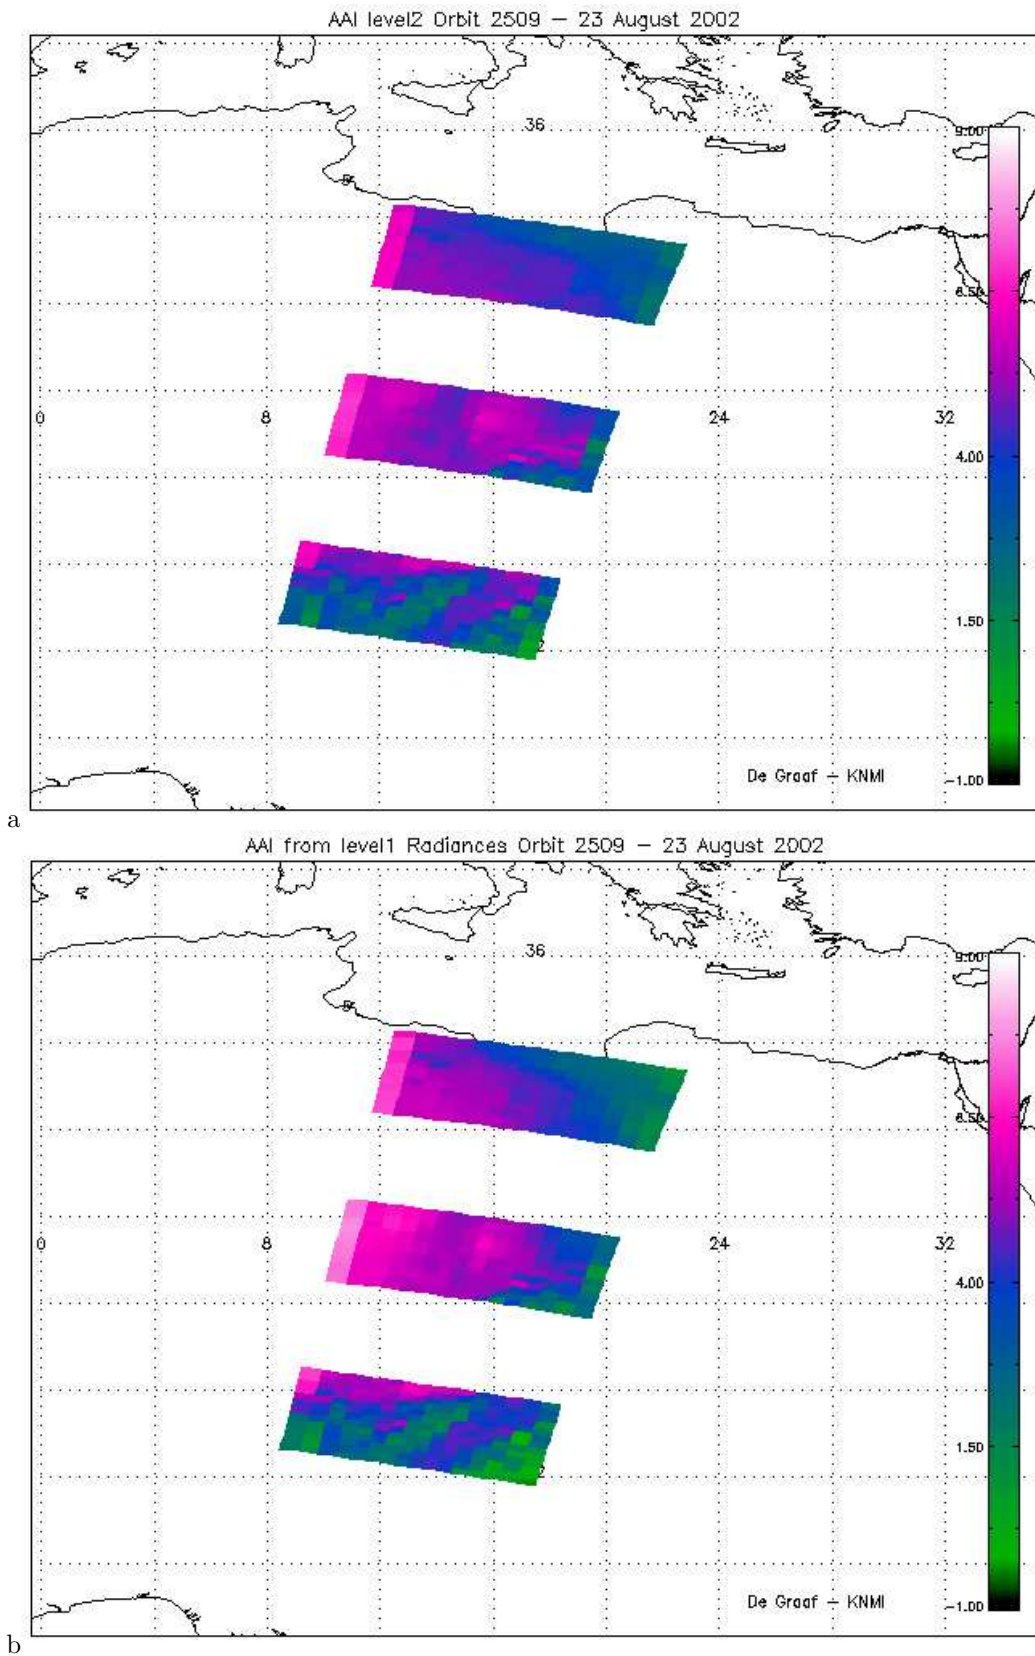 AAI level2 Orbit 2509 – 23 August 2002
36
9.00
6.50
0 8 24 32
4.00
1.50
2
De Graaf – KNMI
-1.00
a
AAI from level1 Radiances Orbit 2509 – 23 August 2002
36
9.00
6.50
0 8 24 32
4.00
1.50
2
De Graaf – KNMI
-1.00
b